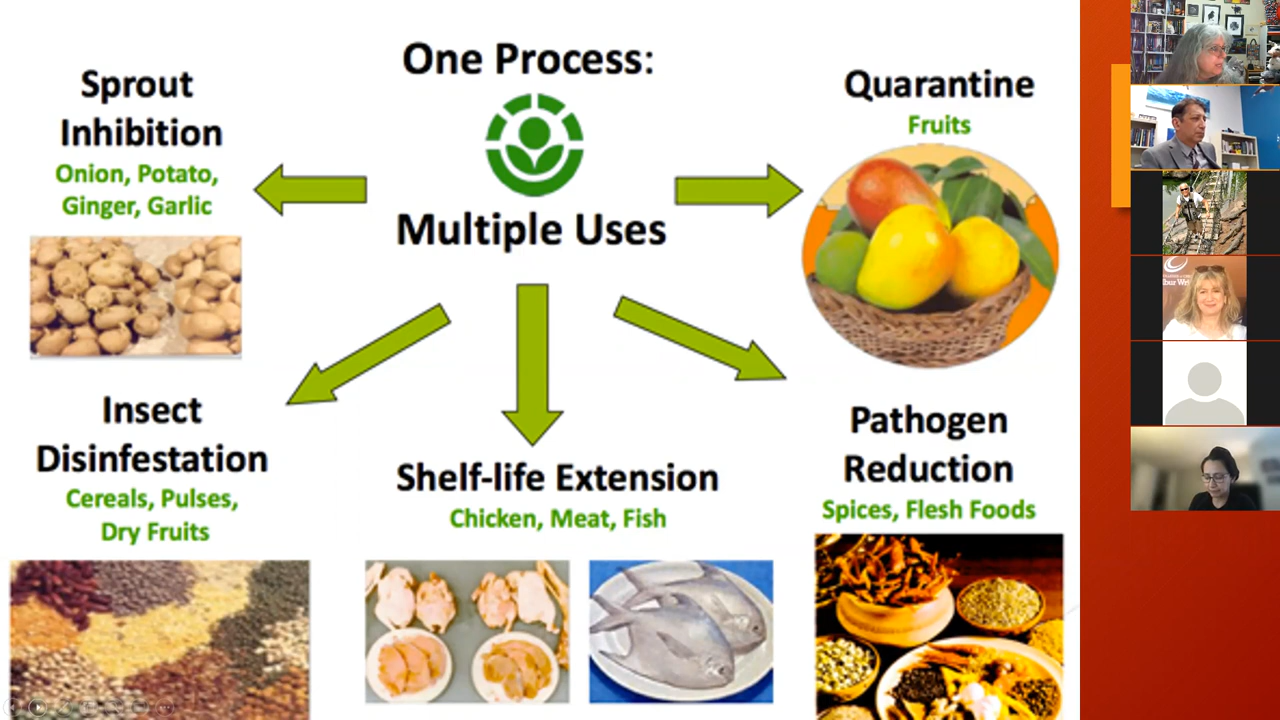 One Process:
Multiple Uses
Sprout
Inhibition
Onion, Potato,
Ginger, Garlic
Quarantine
Fruits
Insect
Disinfestation
Cereals, Pulses,
Dry Fruits
Shelf-life Extension
Chicken, Meat, Fish
Pathogen
Reduction
Spices, Flesh Foods